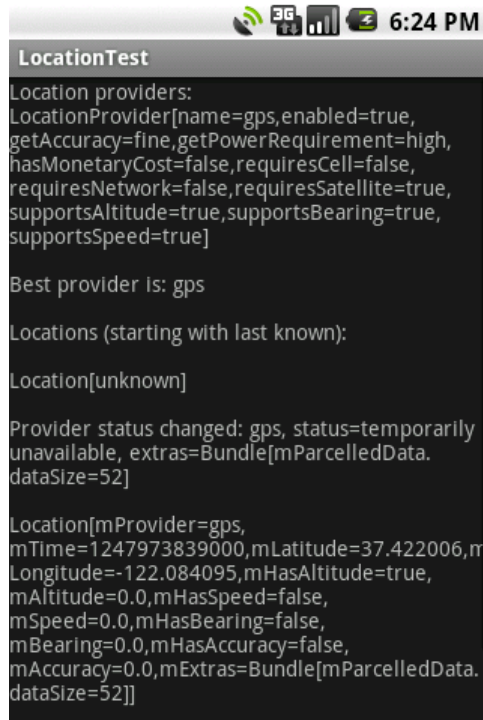 3G 6:24 PM
LocationTest
Location providers:
LocationProvider[name=gps,enabled=true,
getAccuracy=fine,getPowerRequirement=high,
hasMonetaryCost=false,requiresCell=false,
requiresNetwork=false,requiresSatellite=true,
supportsAltitude=true,supportsBearing=true,
supportsSpeed=true]
Best provider is: gps
Locations (starting with last known):
Location[unknown]
Provider status changed: gps, status=temporarily
unavailable, extras=Bundle[mParcelledData.
dataSize=52]
Location[mProvider=gps,
mTime=1247973839000,mLatitude=37.422006,m
Longitude=-122.084095,mHasAltitude=true,
mAltitude=0.0,mHasSpeed=false,
mSpeed=0.0,mHasBearing=false,
mBearing=0.0,mHasAccuracy=false,
mAccuracy=0.0,mExtras=Bundle[mParcelledData.
dataSize=52]]